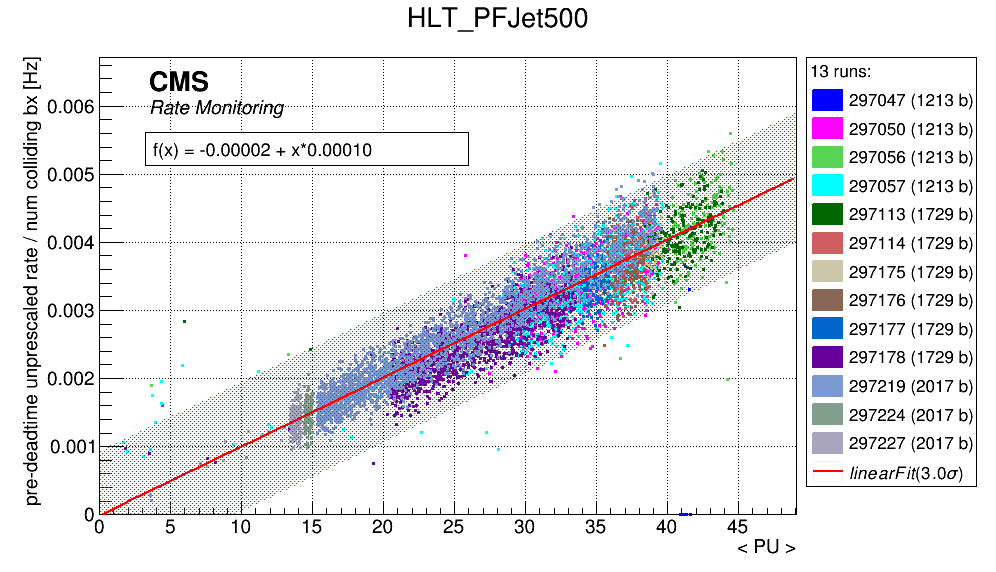 HLT_PFJet500
pre-deadtime unprescaled rate / num colliding bx [Hz]
CMS
Rate Monitoring
f(x) = -0.00002 + x*0.00010
0.006
0.005
0.004
0.003
0.002
0.001
0
0 5 10 15 20 25 30 35 40 45
< PU >
13 runs:
297047 (1213 b)
297050 (1213 b)
297056 (1213 b)
297057 (1213 b)
297113 (1729 b)
297114 (1729 b)
297175 (1729 b)
297176 (1729 b)
297177 (1729 b)
297178 (1729 b)
297219 (2017 b)
297224 (2017 b)
297227 (2017 b)
linearFit(3.0σ)